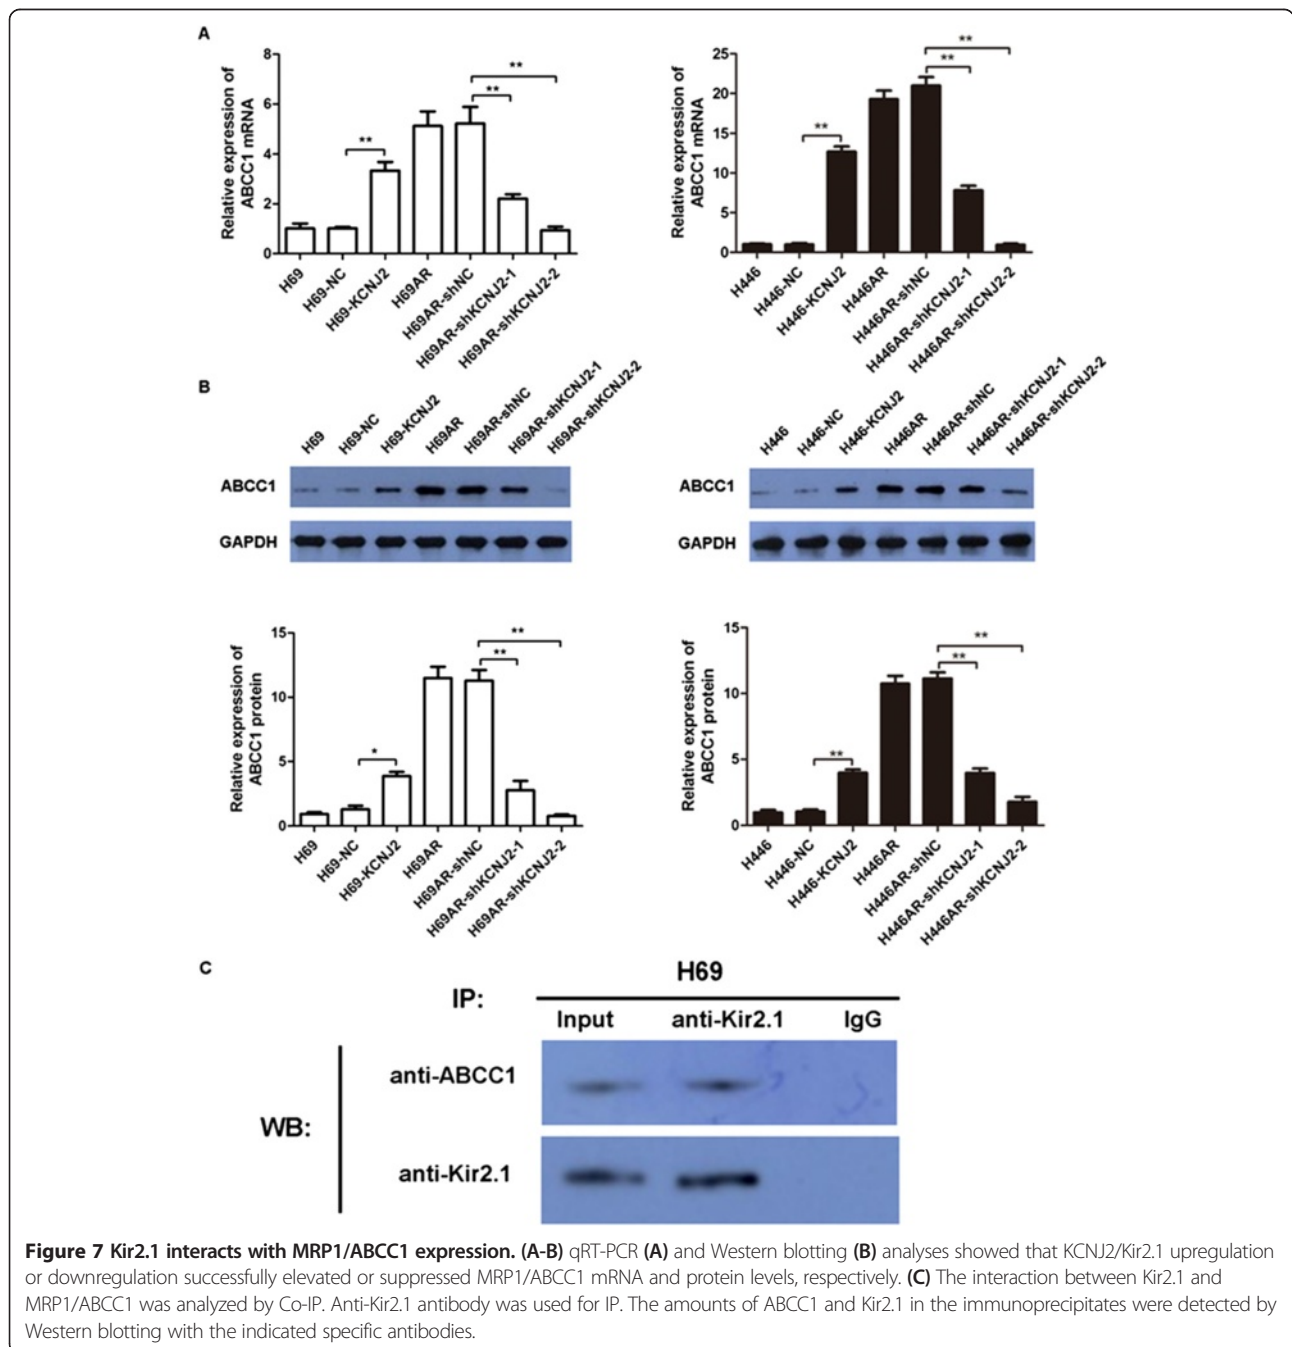 A
Relative expression of
ABCC1 mRNA
8
6
4
2
0
**
**
**
H69
H69-NC
H69-KCNJ2
H69AR
H69AR-shNC
H69AR-shKCNJ2-1
H69AR-shKCNJ2-2
Relative expression of
ABCC1 mRNA
25
20
15
10
5
0
**
**
**
H446
H446-NC
H446-KCNJ2
H446AR
H446AR-shNC
H446AR-shKCNJ2-1
H446AR-shKCNJ2-2
B
H69
H69-NC
H69-KCNJ2
H69AR
H69AR-shNC
H69AR-shKCNJ2-1
H69AR-shKCNJ2-2
ABCC1
GAPDH
H446
H446-NC
H446-KCNJ2
H446AR
H446AR-shNC
H446AR-shKCNJ2-1
H446AR-shKCNJ2-2
ABCC1
GAPDH
Relative expression of
ABCC1 protein
15
10
5
0
*
**
**
H69
H69-NC
H69-KCNJ2
H69AR
H69AR-shNC
H69AR-shKCNJ2-1
H69AR-shKCNJ2-2
Relative expression of
ABCC1 protein
15
10
5
0
**
**
**
H446
H446-NC
H446-KCNJ2
H446AR
H446AR-shNC
H446AR-shKCNJ2-1
H446AR-shKCNJ2-2
C
H69
IP:
Input anti-Kir2.1 IgG
WB:
anti-ABCC1
anti-Kir2.1
Figure 7 Kir2.1 interacts with MRP1/ABCC1 expression. (A-B) qRT-PCR (A) and Western blotting (B) analyses showed that KCNJ2/Kir2.1 upregulation
or downregulation successfully elevated or suppressed MRP1/ABCC1 mRNA and protein levels, respectively. (C) The interaction between Kir2.1 and
MRP1/ABCC1 was analyzed by Co-IP. Anti-Kir2.1 antibody was used for IP. The amounts of ABCC1 and Kir2.1 in the immunoprecipitates were detected by
Western blotting with the indicated specific antibodies.